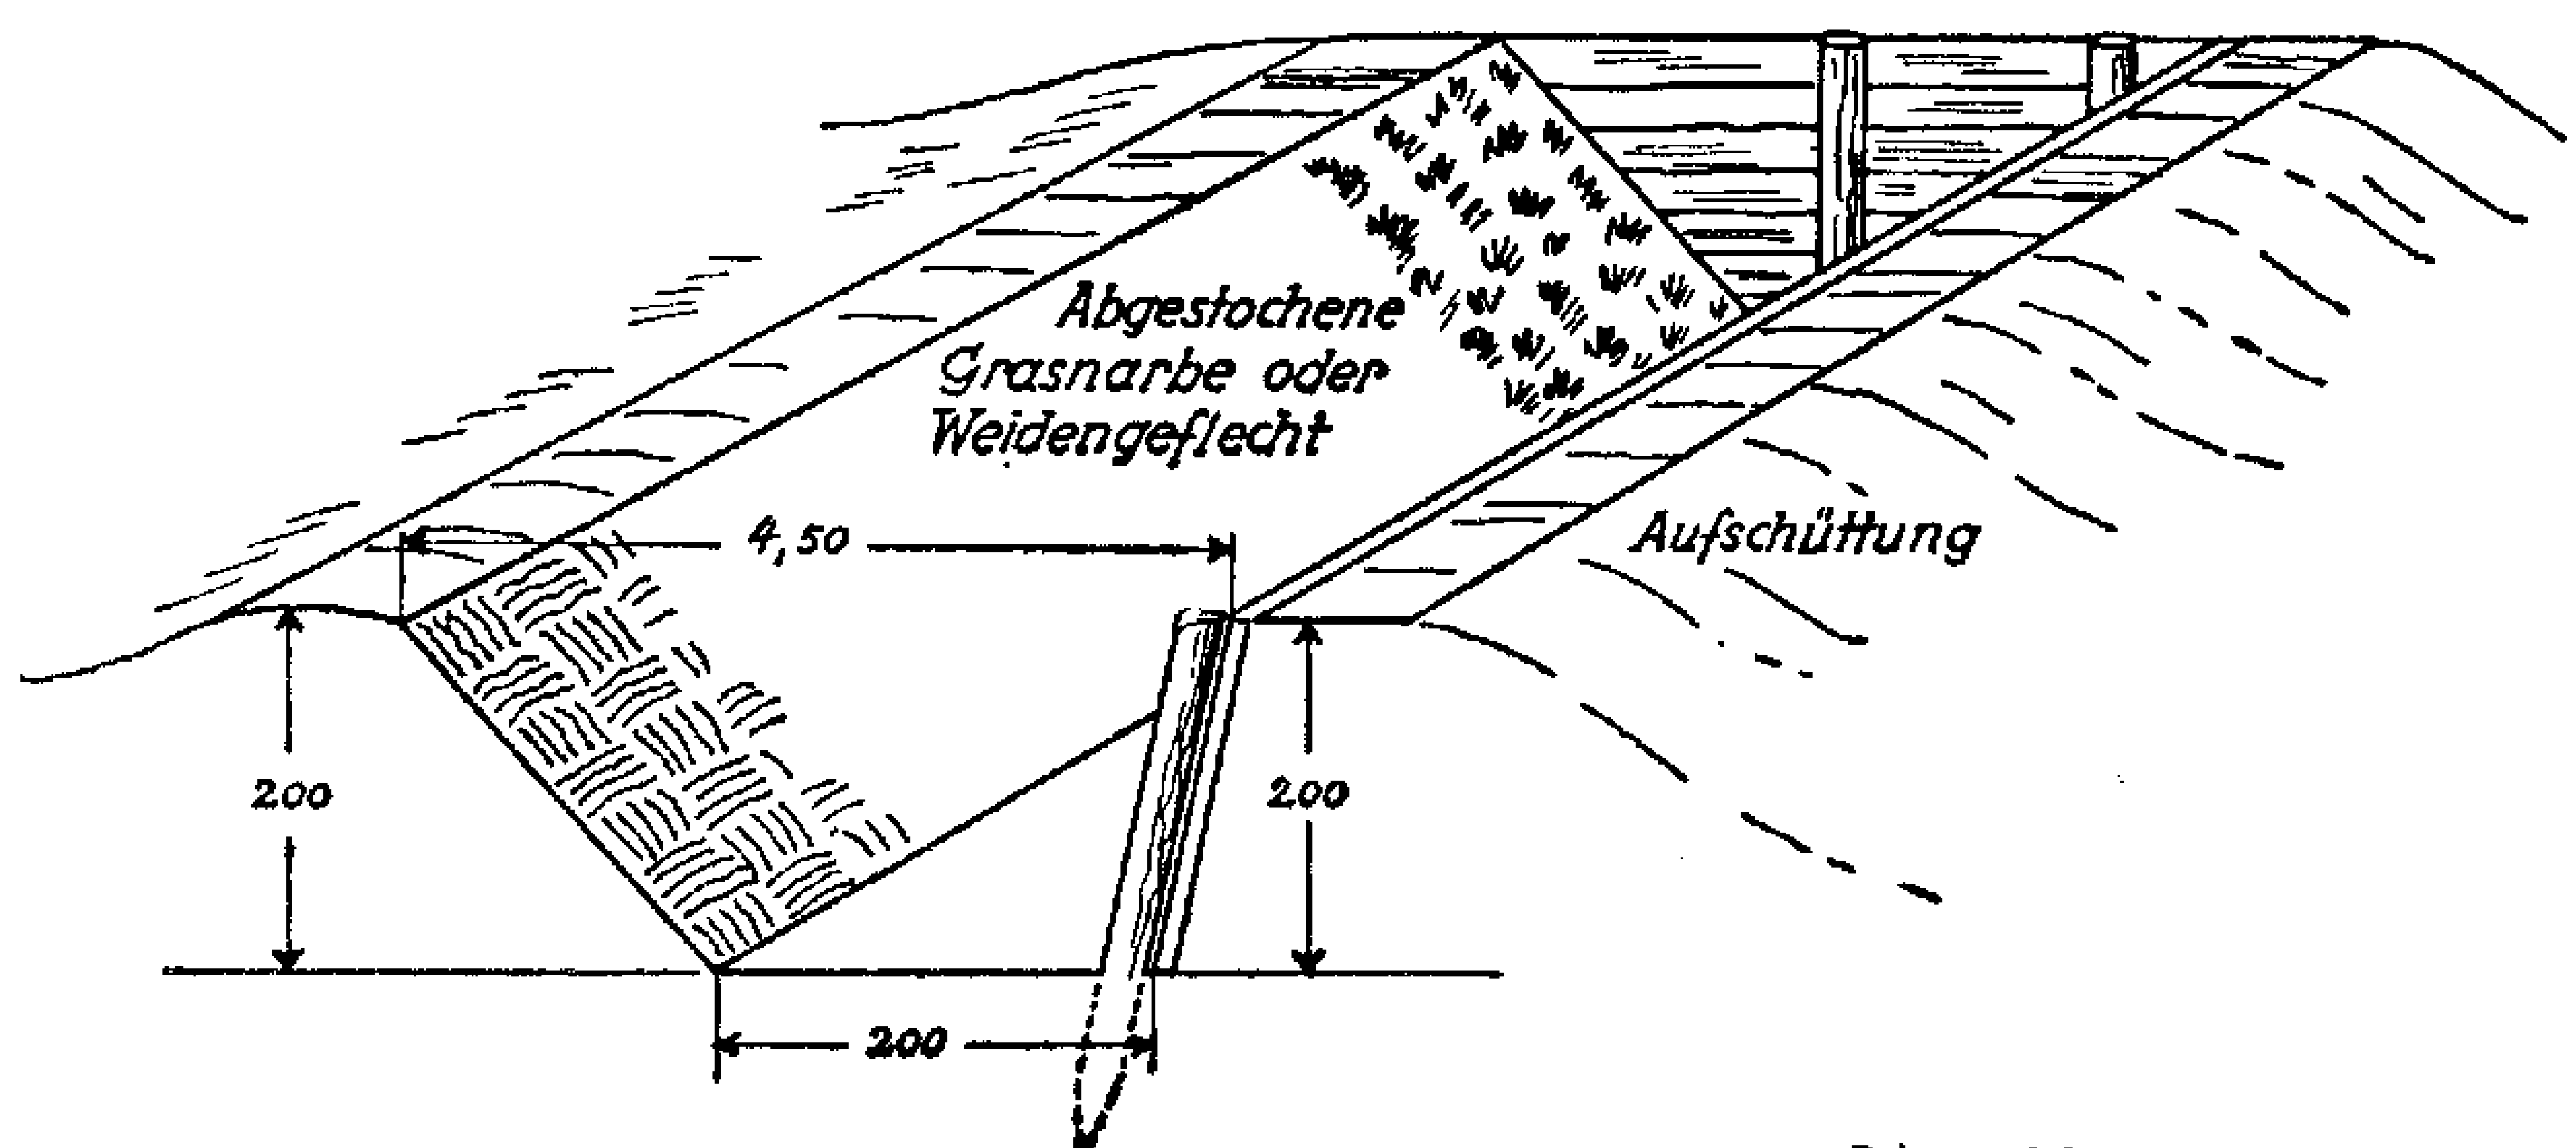 Abgestochene
Grasnarbe oder
Weidengeflecht
4,50
Aufschüttung
200
200
200